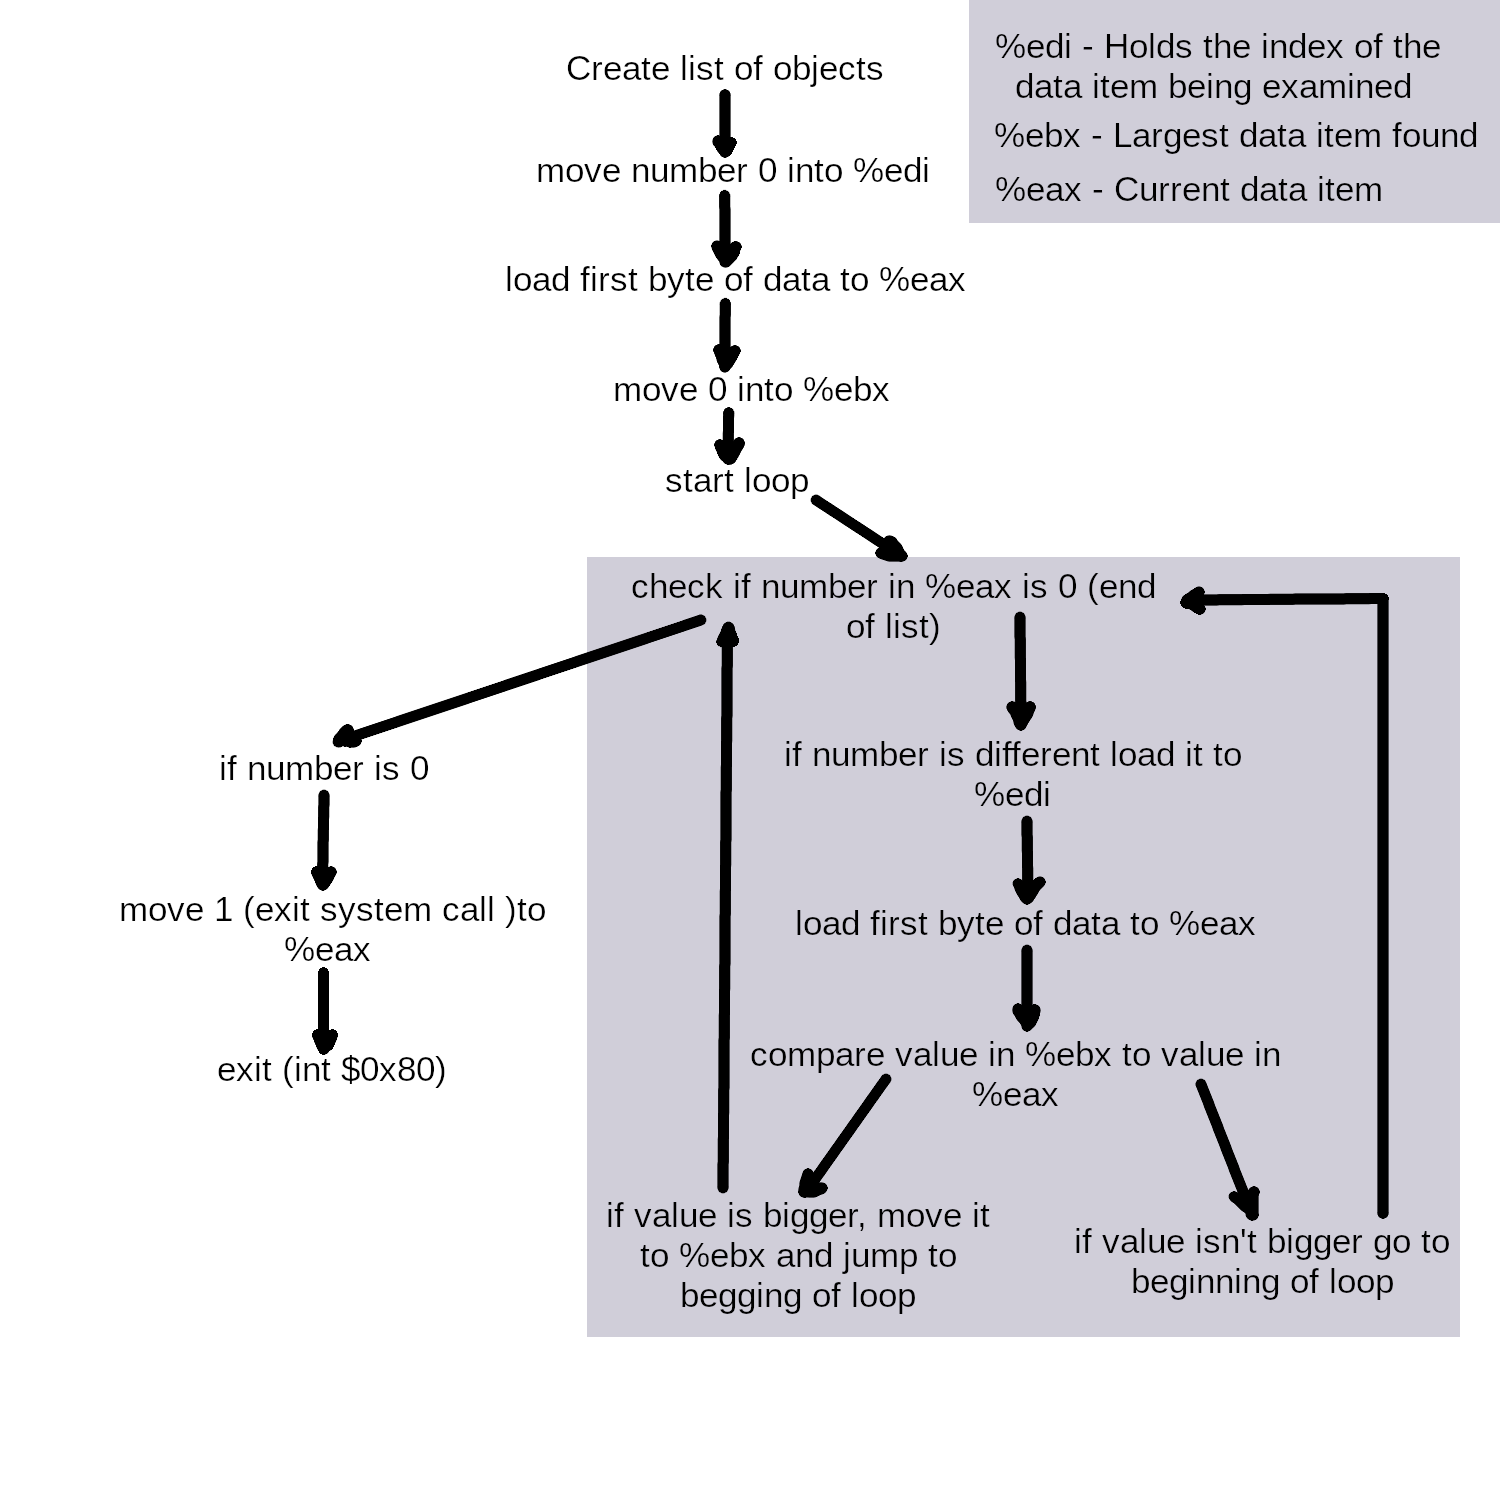 %edi - Holds the index of the
data item being examined
%ebx - Largest data item found
%eax - Current data item
Create list of objects
move number 0 into %edi
load first byte of data to %eax
move 0 into %ebx
start loop
check if number in %eax is 0 (end
of list)
if number is 0
move 1 (exit system call )to
%eax
exit (int $0x80)
if number is different load it to
%edi
load first byte of data to %eax
compare value in %ebx to value in
%eax
if value is bigger, move it
to %ebx and jump to
begging of loop
if value isn't bigger go to
beginning of loop